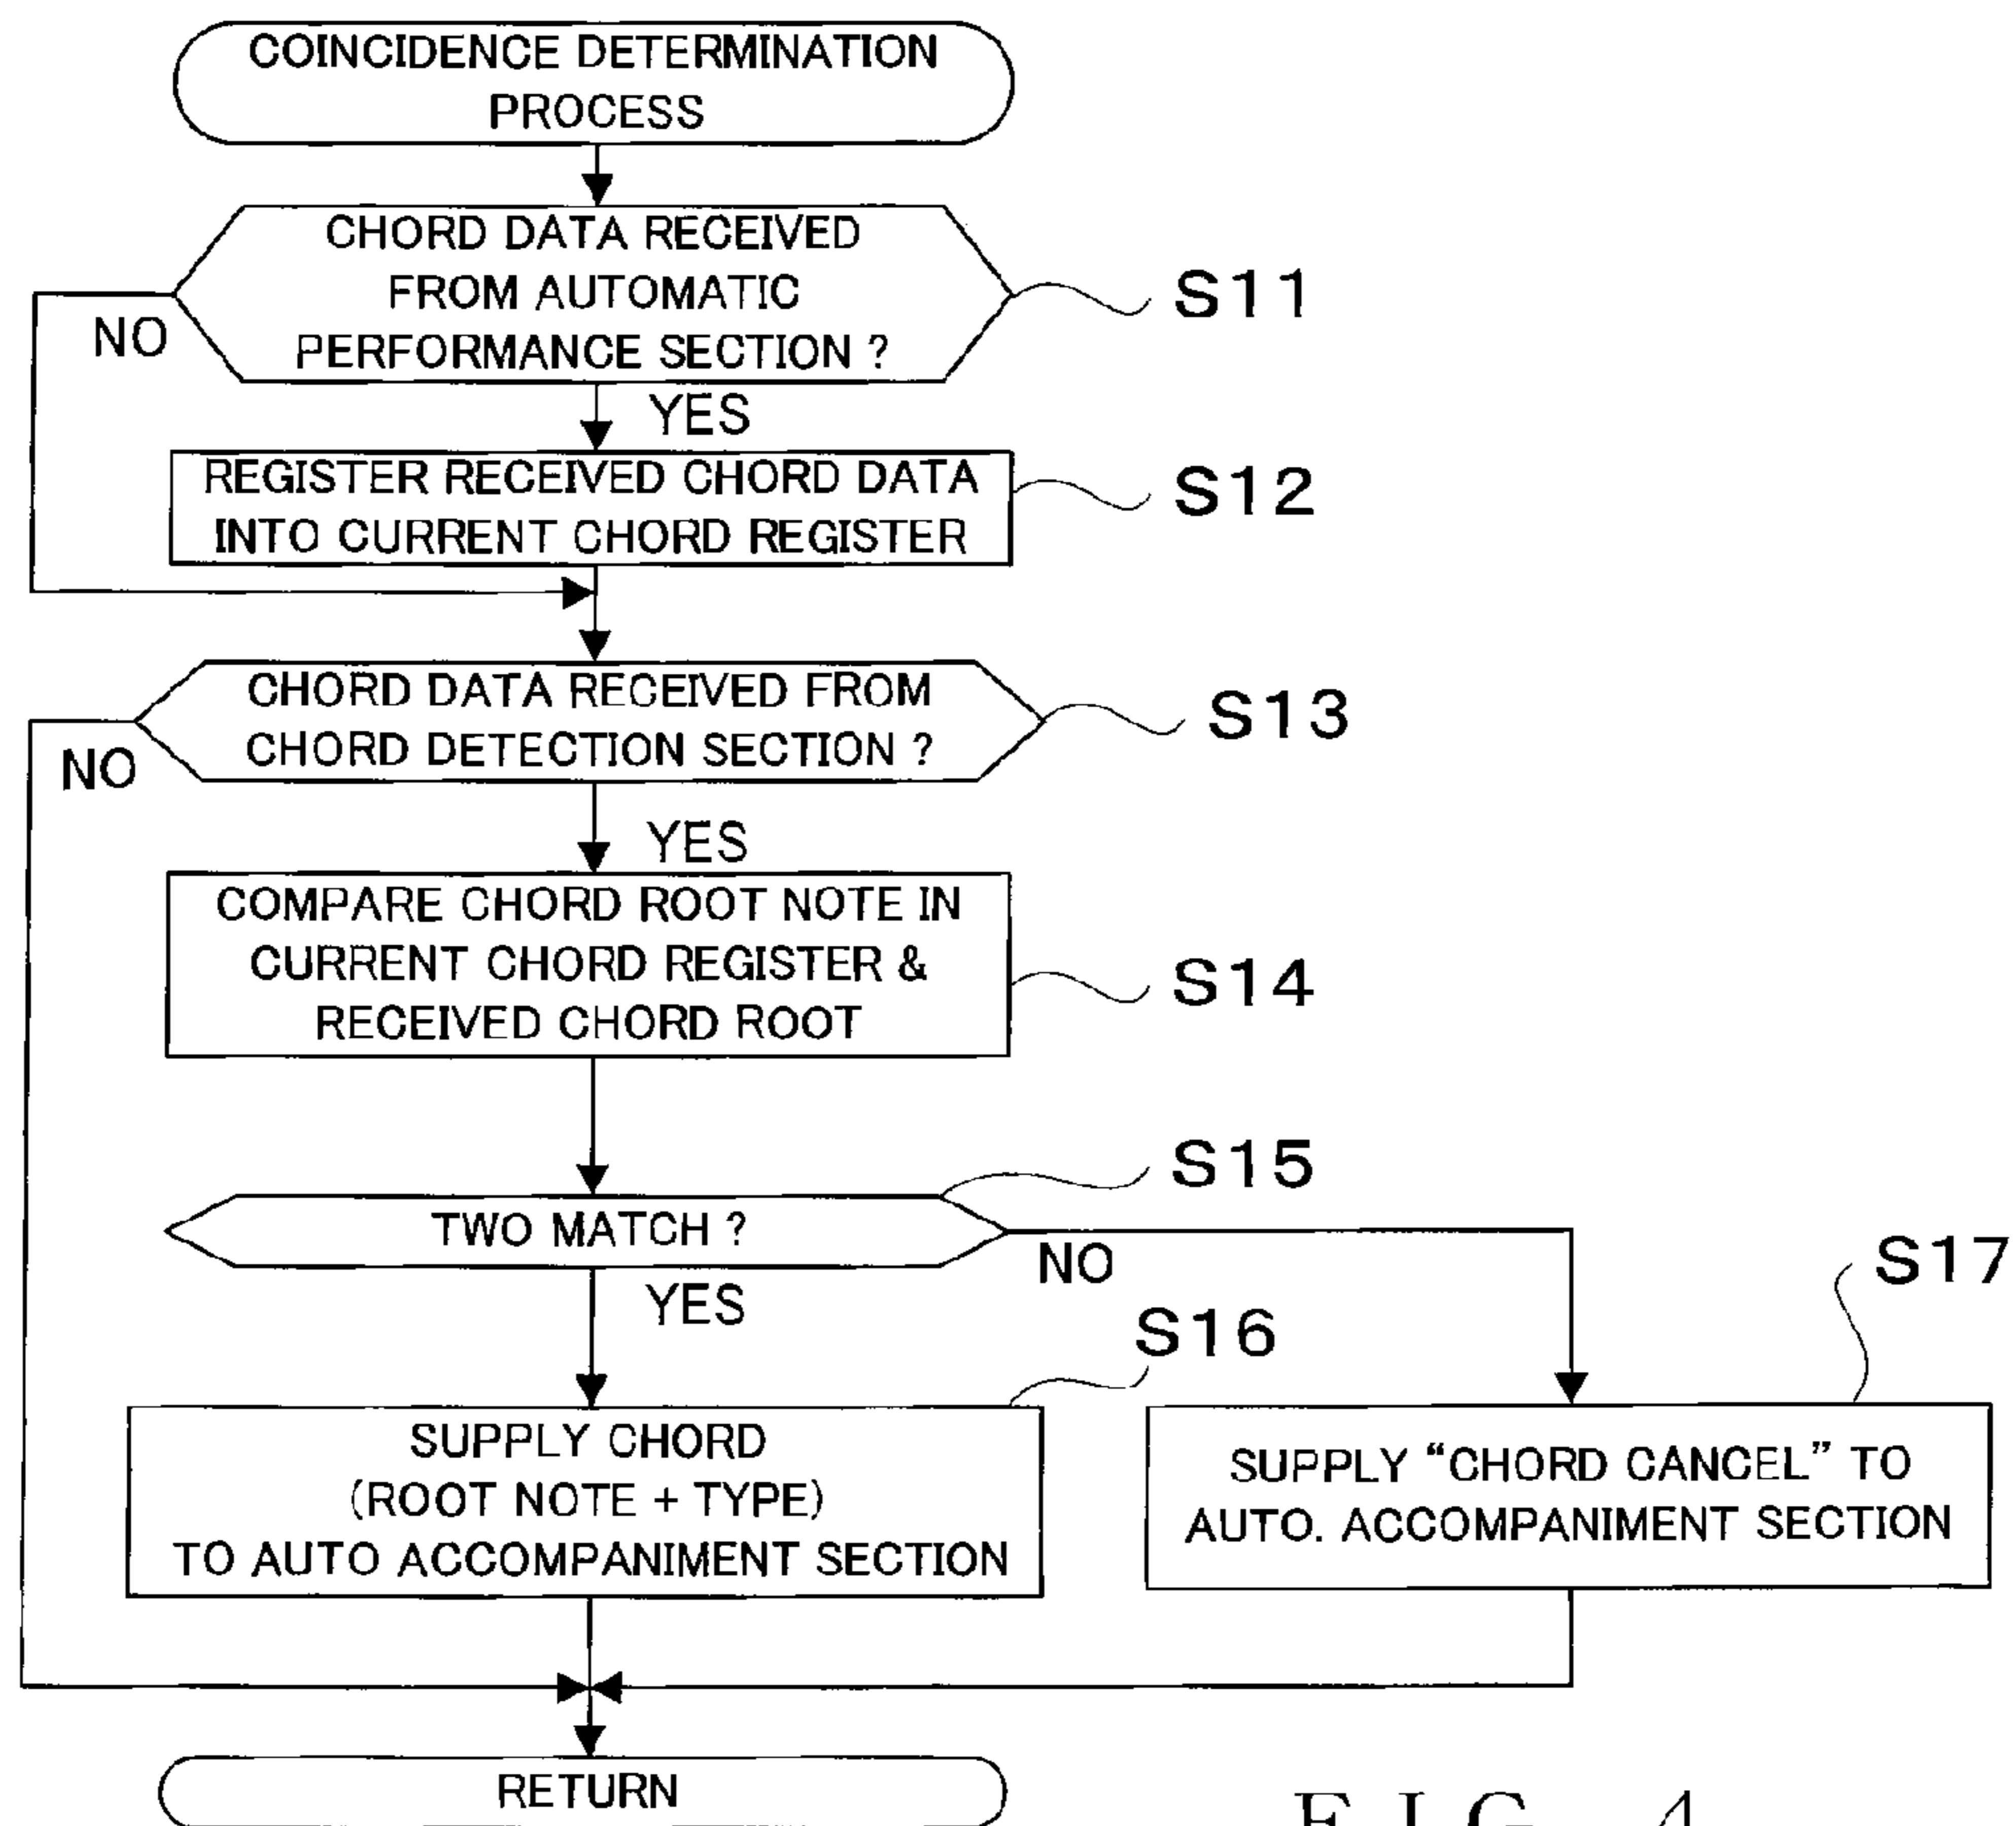 COINCIDENCE DETERMINATION
PROCESS
CHORD DATA RECEIVED
FROM AUTOMATIC
PERFORMANCE SECTION ?
S11
NO
YES
REGISTER RECEIVED CHORD DATA
INTO CURRENT CHORD REGISTER
S12
CHORD DATA RECEIVED FROM
CHORD DETECTION SECTION ?
S13
NO
YES
COMPARE CHORD ROOT NOTE IN
CURRENT CHORD REGISTER &
RECEIVED CHORD ROOT
S14
S15
TWO MATCH ?
NO
YES
S17
S16
SUPPLY CHORD
(ROOT NOTE + TYPE)
TO AUTO ACCOMPANIMENT SECTION
SUPPLY “CHORD CANCEL” TO
AUTO. ACCOMPANIMENT SECTION
RETURN
FIG. 4